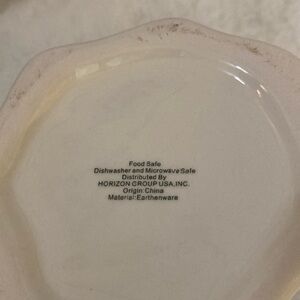 Food Safe
Dishwasher and Microwave Safe
Distributed By
HORIZON GROUP USA,INC.
Origin:China
Material:Earthenware